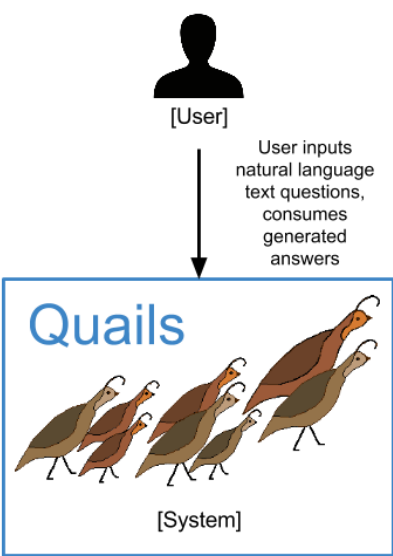 [User]
User inputs
natural language
text questions,
consumes
generated
answers
Quails
[System]